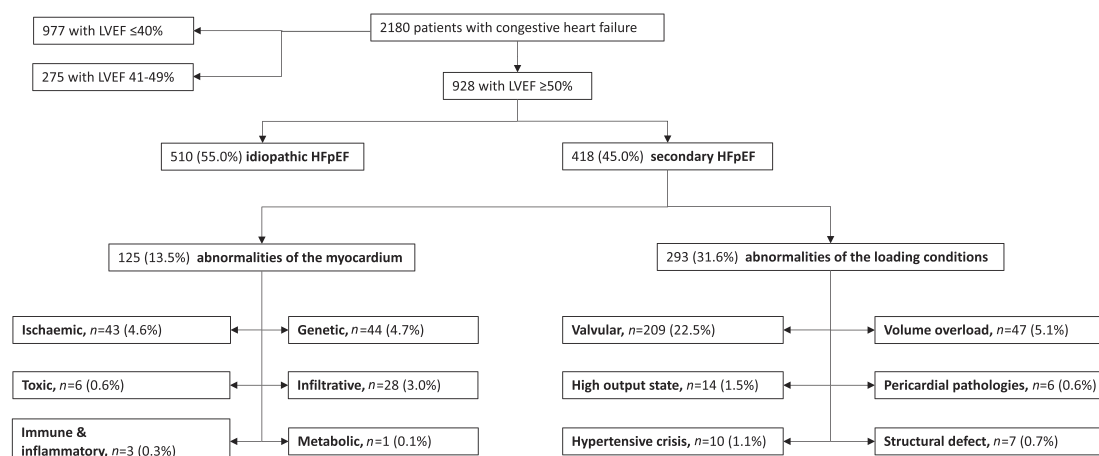 2180 patients with congestive heart failure
977 with LVEF ≤40%
275 with LVEF 41-49%
928 with LVEF ≥50%
510 (55.0%) idiopathic HFpEF
418 (45.0%) secondary HFpEF
125 (13.5%) abnormalities of the myocardium
293 (31.6%) abnormalities of the loading conditions
Ischaemic, n=43 (4.6%)
Genetic, n=44 (4.7%)
Valvular, n=209 (22.5%)
Volume overload, n=47 (5.1%)
Toxic, n=6 (0.6%)
Infiltrative, n=28 (3.0%)
High output state, n=14 (1.5%)
Pericardial pathologies, n=6 (0.6%)
Immune &
inflammatory, n=3 (0.3%)
Metabolic, n=1 (0.1%)
Hypertensive crisis, n=10 (1.1%)
Structural defect, n=7 (0.7%)